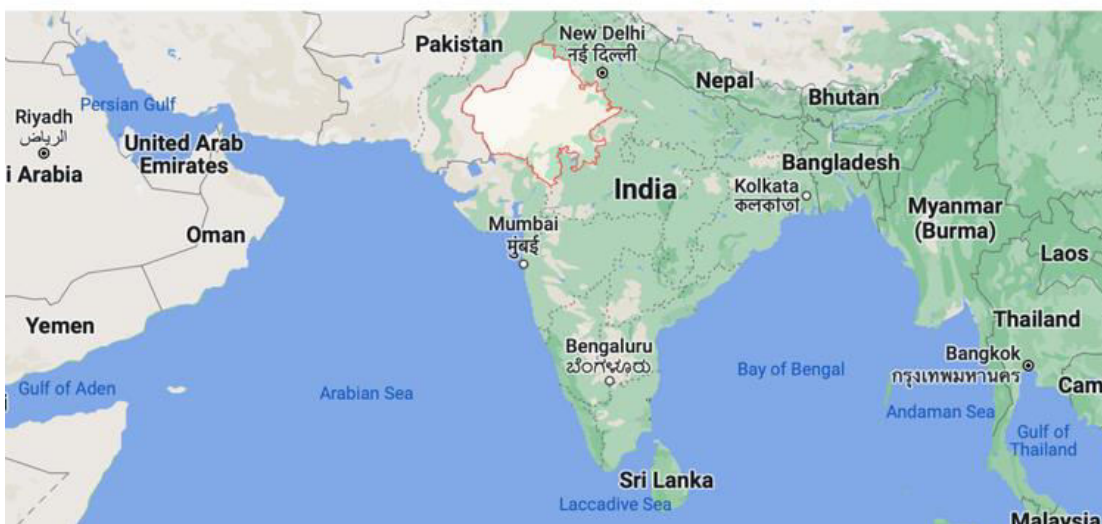 Pakistan
New Delhi
नई दिल्ली
Nepal
Bhutan
Persian Gulf
Riyadh
الرياض
i Arabia
United Arab
Emirates
Bangladesh
India
Kolkata
কলকাতা
Myanmar
(Burma)
Mumbai
मुंबई
Oman
Laos
Yemen
Thailand
Bengaluru
ಬೆಂಗಳೂರು
Bangkok
กรุงเทพมหานคร
Bay of Bengal
Gulf of Aden
Arabian Sea
Cam
Andaman Sea
Gulf of
Thailand
Sri Lanka
Laccadive Sea
Malaysia